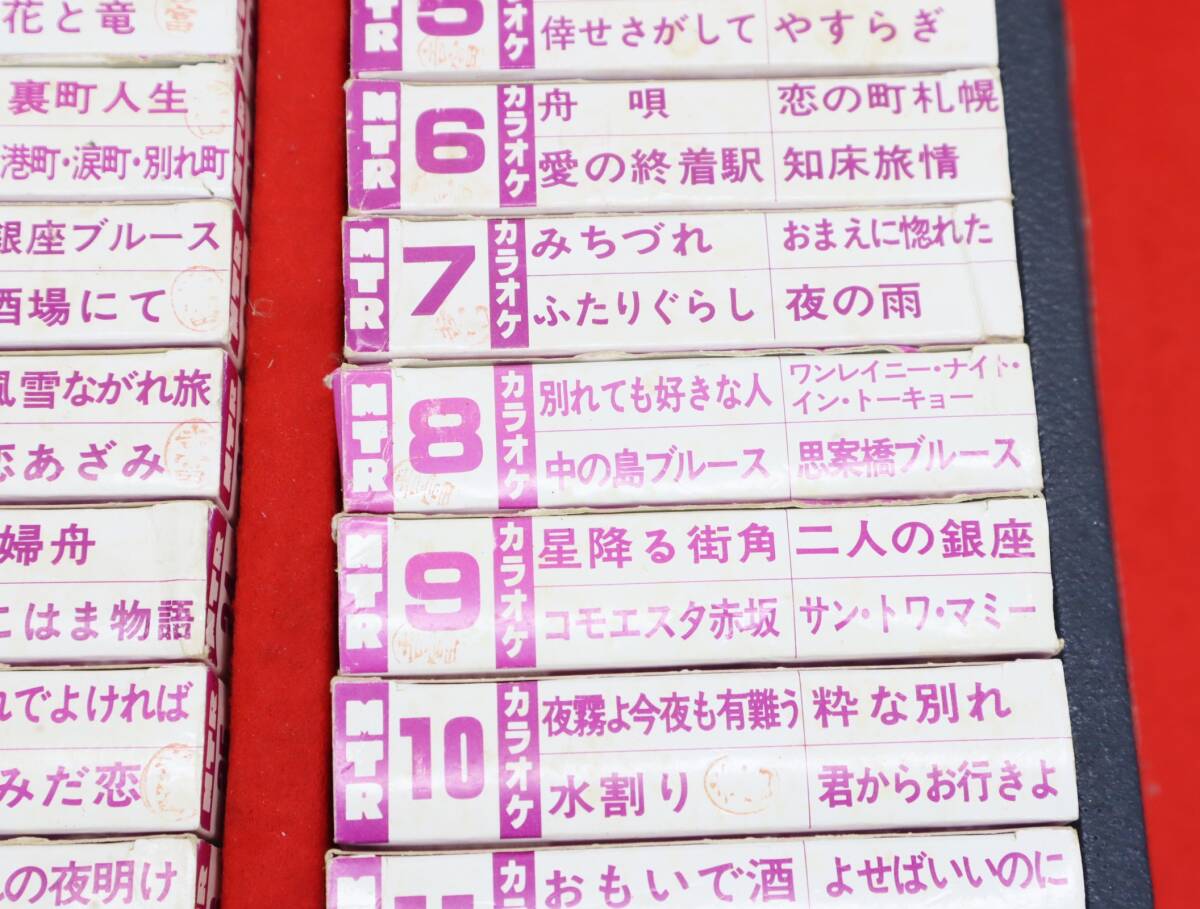 花と竜
裏町人生
港町・涙町・別れ町
銀座ブルース
酒場にて
風雪ながれ旅
恋あざみ
婦舟
こはま物語
れでよければ
みだ恋
れの夜明け
MTR 5 カラオケ
倖せさがして やすらぎ
MTR 6 カラオケ
舟唄 恋の町札幌
愛の終着駅 知床旅情
MTR 7 カラオケ
みちづれ おまえに惚れた
ふたりぐらし 夜の雨
MTR 8 カラオケ
別れても好きな人 ワンレイニー・ナイト・
イン・トーキョー
中の島ブルース 思案橋ブルース
MTR 9 カラオケ
星降る街角 二人の銀座
コモエスタ赤坂 サン・トワ・マミー
MTR 10 カラオケ
夜霧よ今夜も有難う 粋な別れ
水割り 君からお行きよ
おもいで酒 よせばいいのに